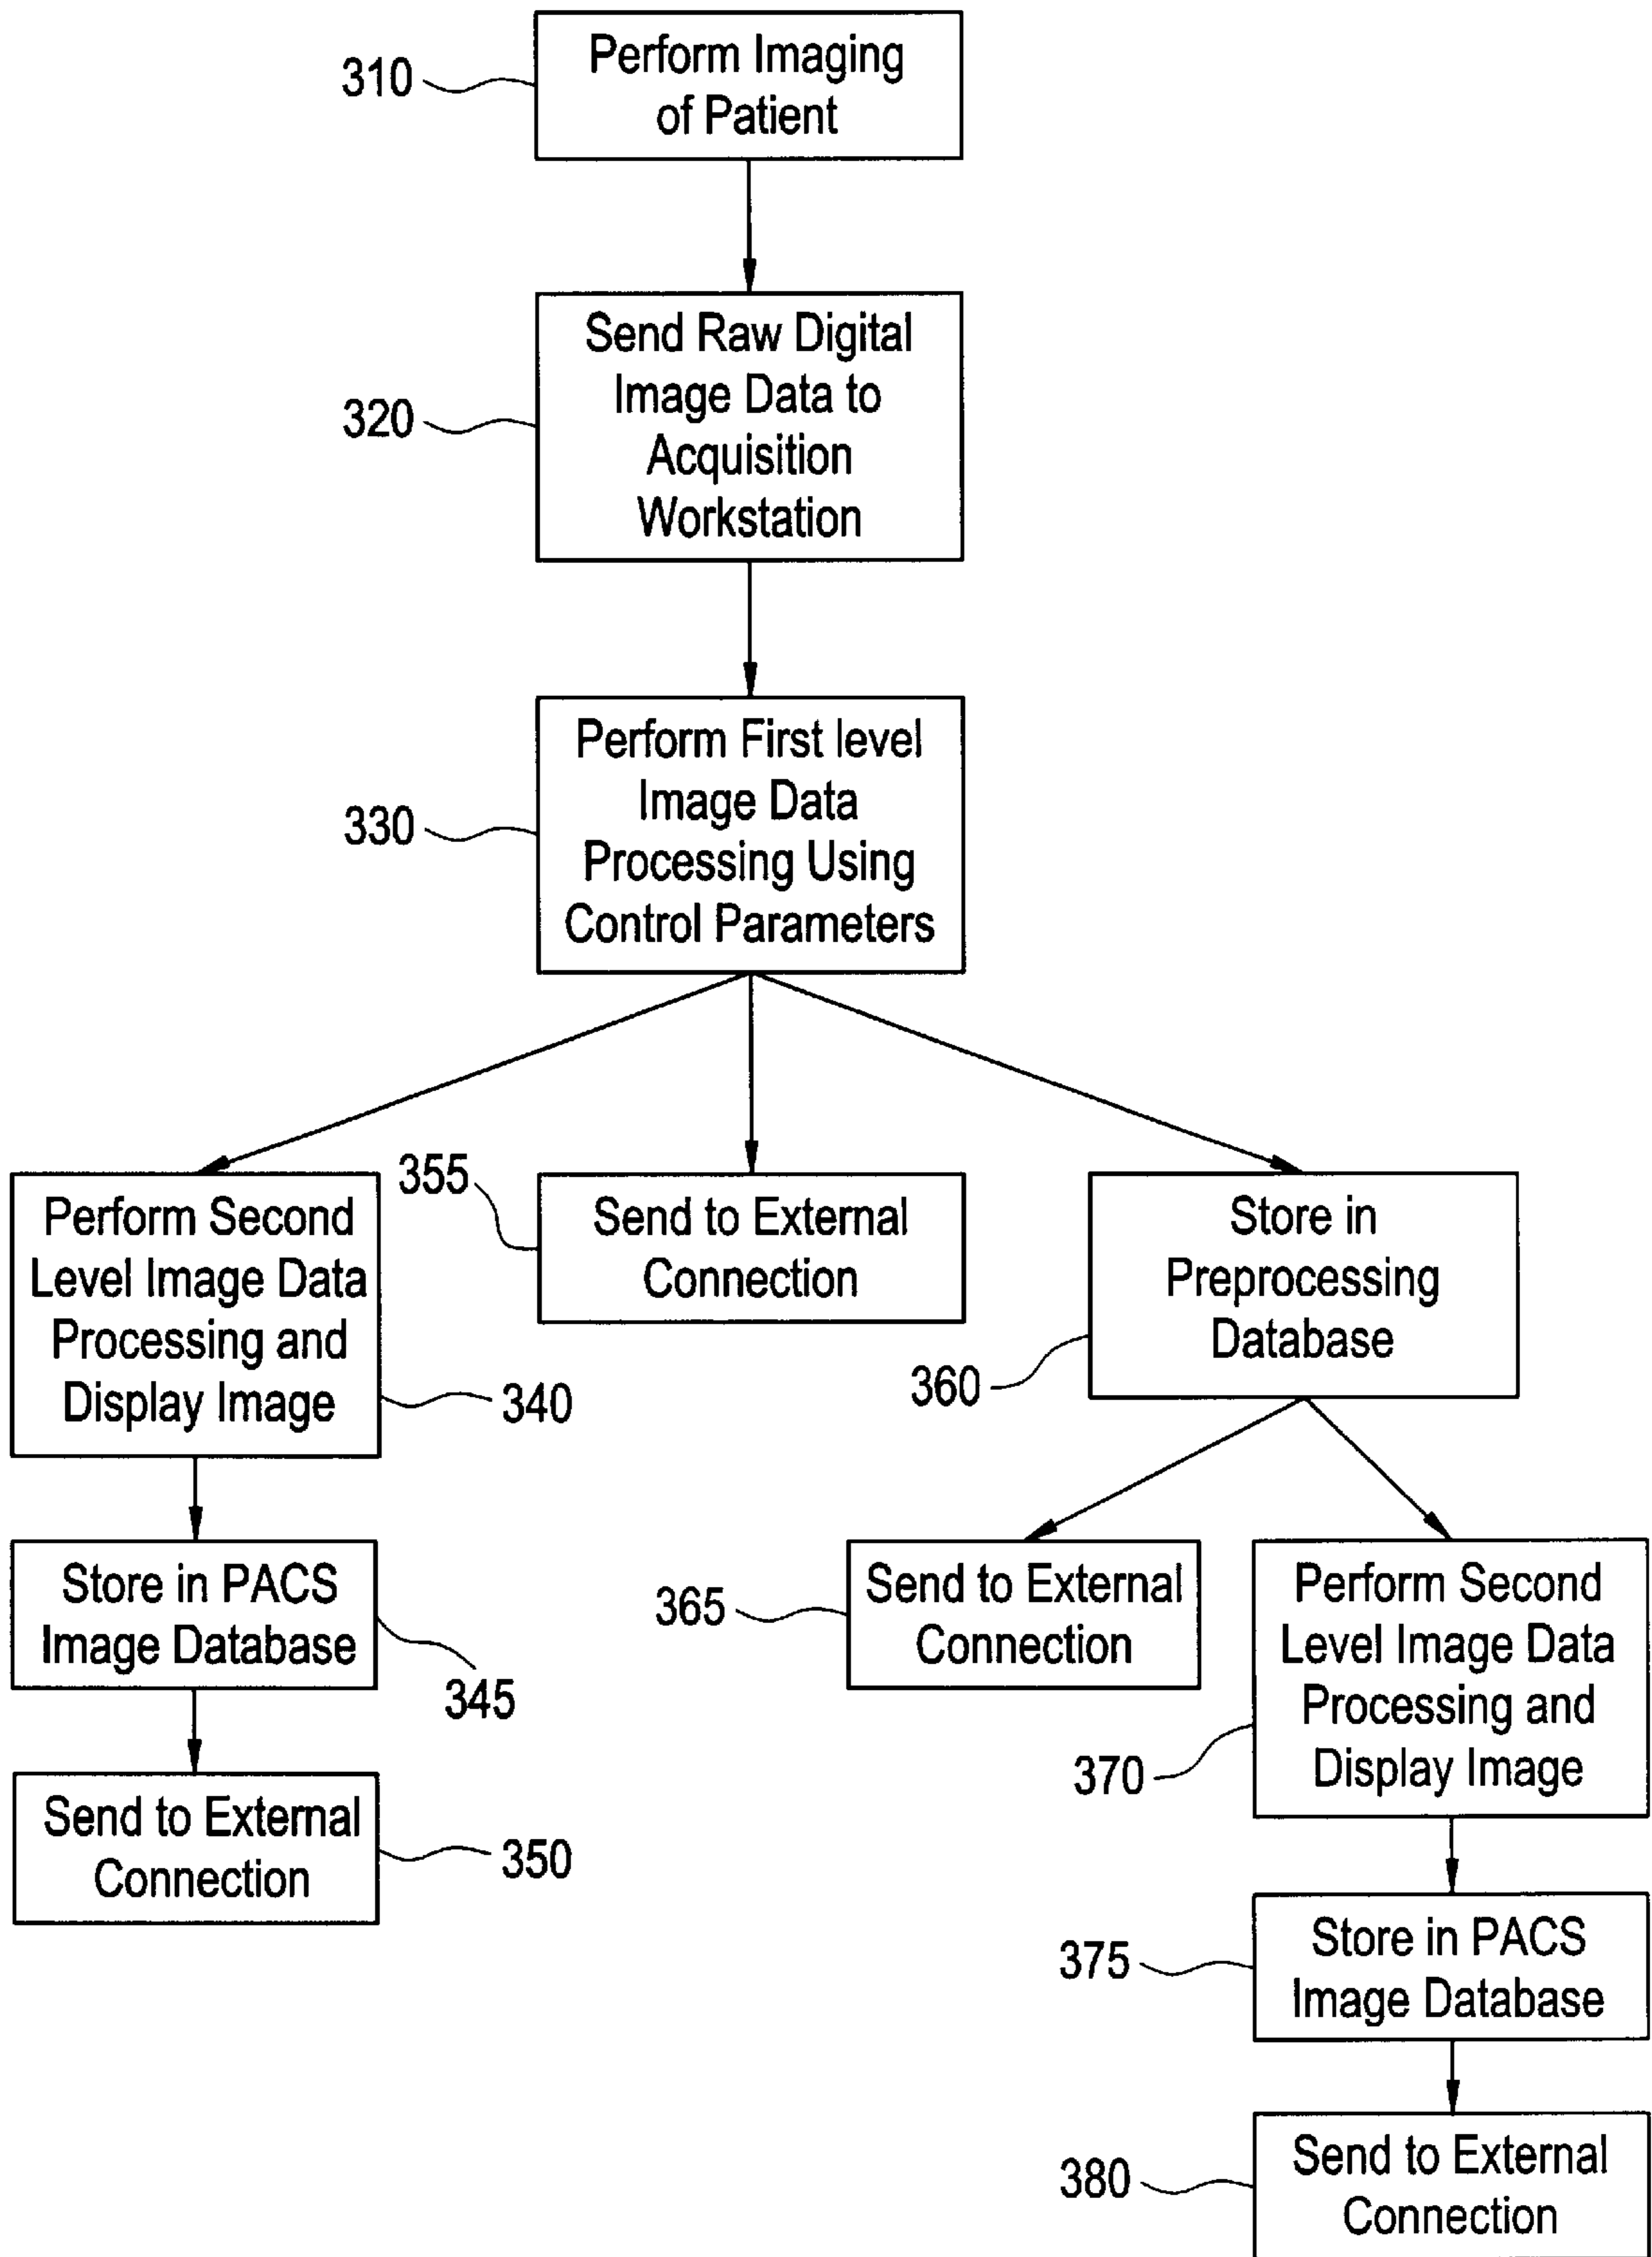 310
Perform Imaging
of Patient
320
Send Raw Digital
Image Data to
Acquisition
Workstation
330
Perform First level
Image Data
Processing Using
Control Parameters
Perform Second
Level Image Data
Processing and
Display Image
340
355
Send to External
Connection
Store in
Preprocessing
Database
360
Store in PACS
Image Database
345
Send to External
Connection
350
365
Send to External
Connection
Perform Second
Level Image Data
Processing and
Display Image
370
375
Store in PACS
Image Database
380
Send to External
Connection